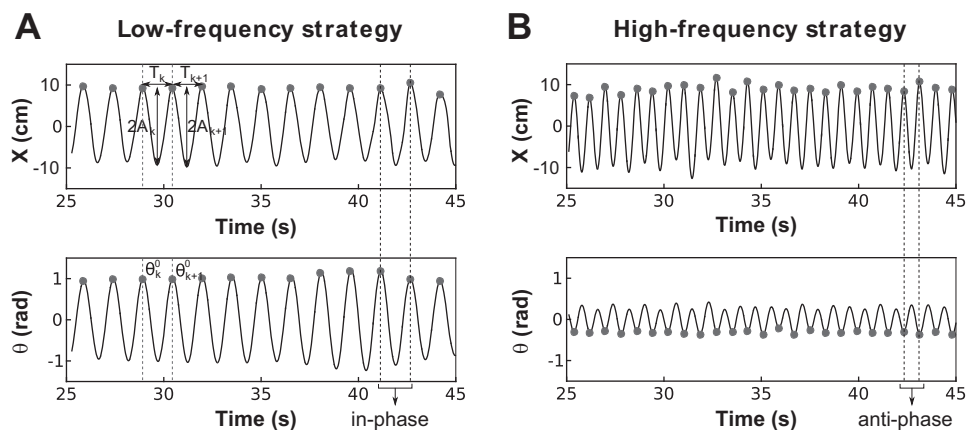 A Low-frequency strategy
B High-frequency strategy
X (cm)
10
0
-10
T_k T_{k+1}
2A_k 2A_{k+1}
25 30 35 40 45
Time (s)
X (cm)
10
0
-10
25 30 35 40 45
Time (s)
θ (rad)
1
0
-1
θ_k^0 θ_{k+1}^0
25 30 35 40 45
Time (s)
in-phase
θ (rad)
1
0
-1
25 30 35 40 45
Time (s)
anti-phase